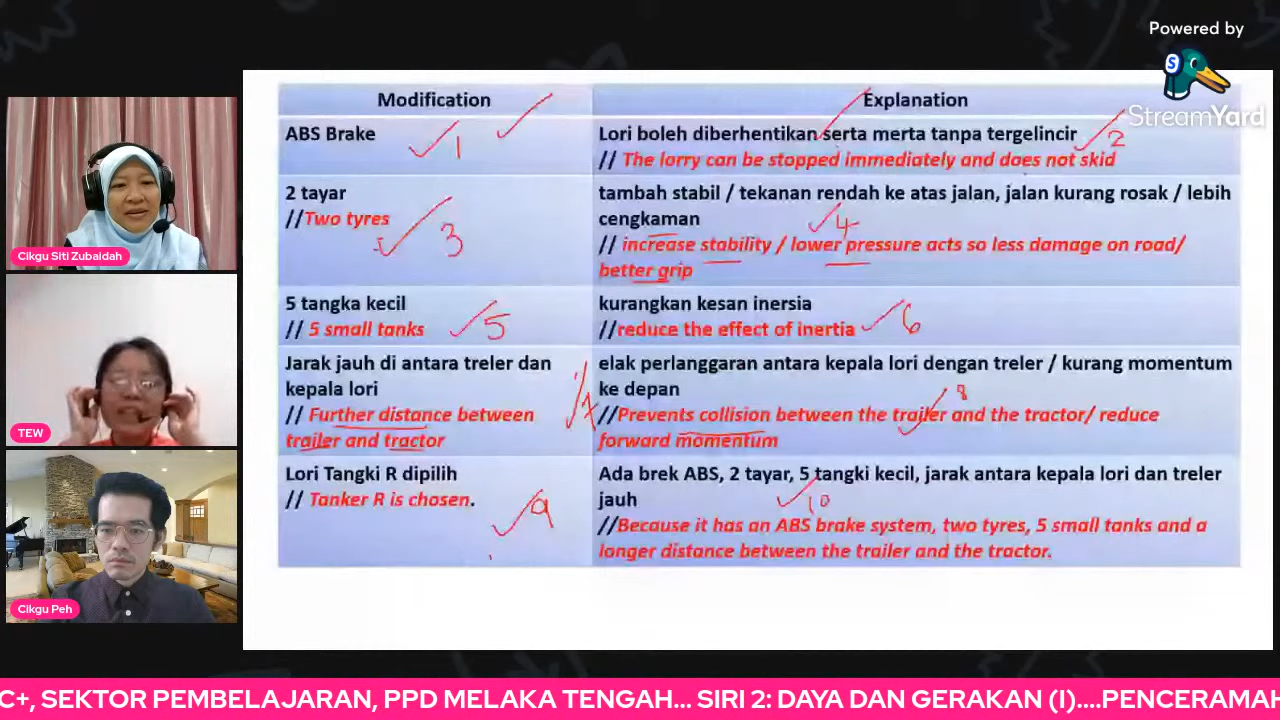 Powered by
StreamYard
Modification
Explanation
ABS Brake
1
Lori boleh diberhentikan serta merta tanpa tergelincir
2
// The lorry can be stopped immediately and does not skid
2 tayar
//Two tyres
3
tambah stabil / tekanan rendah ke atas jalan, jalan kurang rosak / lebih
cengkaman
4
// increase stability / lower pressure acts so less damage on road/
better grip
5 tangka kecil
// 5 small tanks
5
kurangkan kesan inersia
//reduce the effect of inertia
6
Jarak jauh di antara treler dan
kepala lori
// Further distance between
trailer and tractor
7
elak perlanggaran antara kepala lori dengan treler / kurang momentum
ke depan
8
//Prevents collision between the trailer and the tractor/ reduce
forward momentum
Lori Tangki R dipilih
// Tanker R is chosen.
9
Ada brek ABS, 2 tayar, 5 tangki kecil, jarak antara kepala lori dan treler
jauh
10
//Because it has an ABS brake system, two tyres, 5 small tanks and a
longer distance between the trailer and the tractor.
Cikgu Siti Zubaidah
TEW
Cikgu Peh
C+, SEKTOR PEMBELAJARAN, PPD MELAKA TENGAH... SIRI 2: DAYA DAN GERAKAN (I)....PENCERAMAH